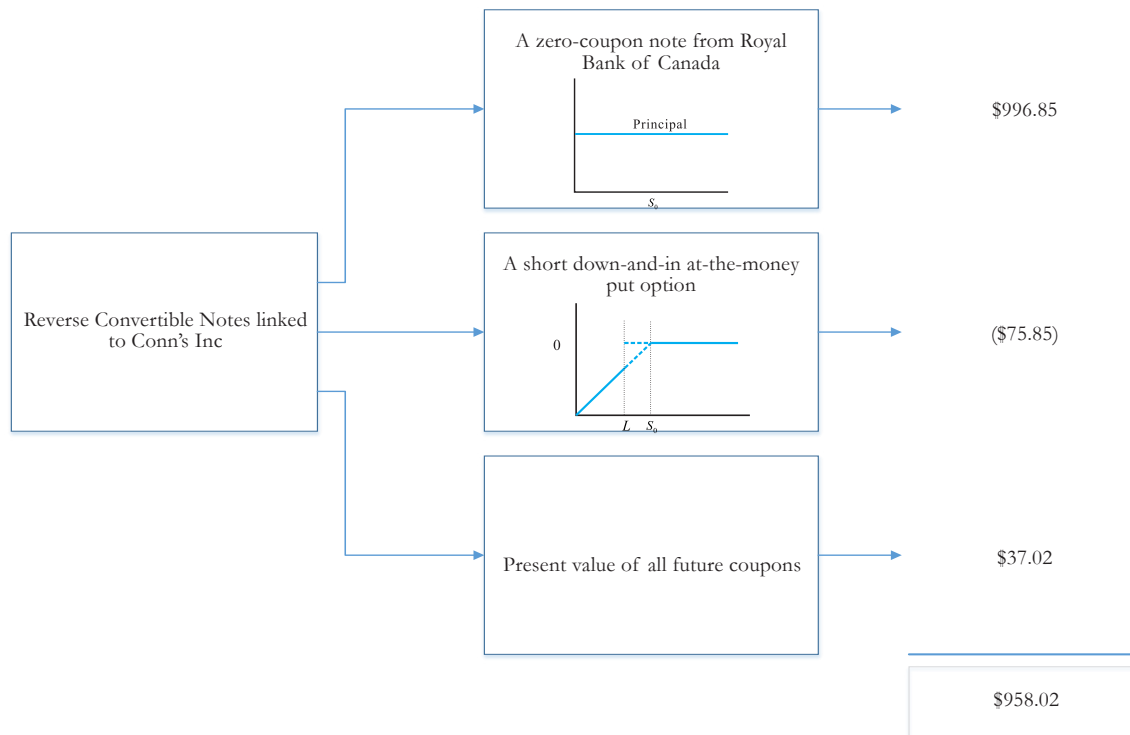 A zero-coupon note from Royal
Bank of Canada
Principal
S₀
$996.85
Reverse Convertible Notes linked
to Conn's Inc
A short down-and-in at-the-money
put option
0
L S₀
($75.85)
Present value of all future coupons
$37.02
$958.02